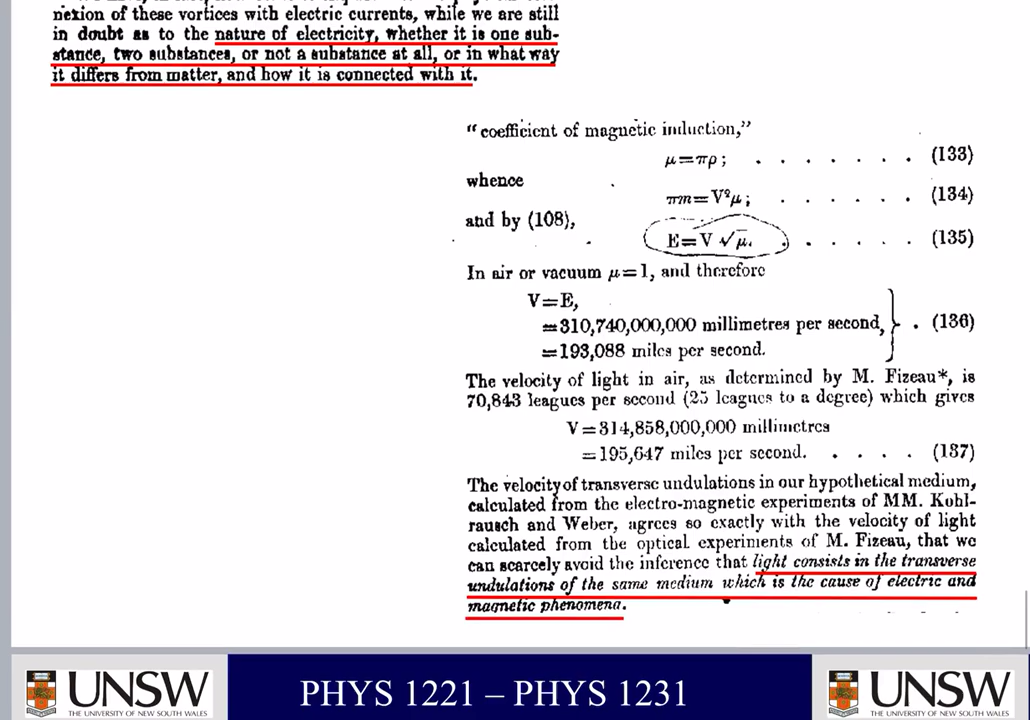 nexion of these vortices with electric currents, while we are still
in doubt as to the nature of electricity, whether it is one sub-
stance, two substances, or not a substance at all, or in what way
it differs from matter, and how it is connected with it.
"coefficient of magnetic induction,"
μ=πρ; . . . . . . . (133)
whence
πm=V²μ; . . . . . . (134)
and by (108),
E=V √μ. . . . . . (135)
In air or vacuum μ=1, and therefore
V=E,
=310,740,000,000 millimetres per second, } . (136)
=193,088 miles per second.
The velocity of light in air, as determined by M. Fizeau*, is
70,843 leagues per second (25 leagues to a degree) which gives
V=314,858,000,000 millimetres
=195,647 miles per second. . . . . (137)
The velocity of transverse undulations in our hypothetical medium,
calculated from the electro-magnetic experiments of MM. Kohl-
rausch and Weber, agrees so exactly with the velocity of light
calculated from the optical experiments of M. Fizeau, that we
can scarcely avoid the inference that light consists in the transverse
undulations of the same medium which is the cause of electric and
magnetic phenomena.
UNSW
THE UNIVERSITY OF NEW SOUTH WALES
PHYS 1221 – PHYS 1231
UNSW
THE UNIVERSITY OF NEW SOUTH WALES